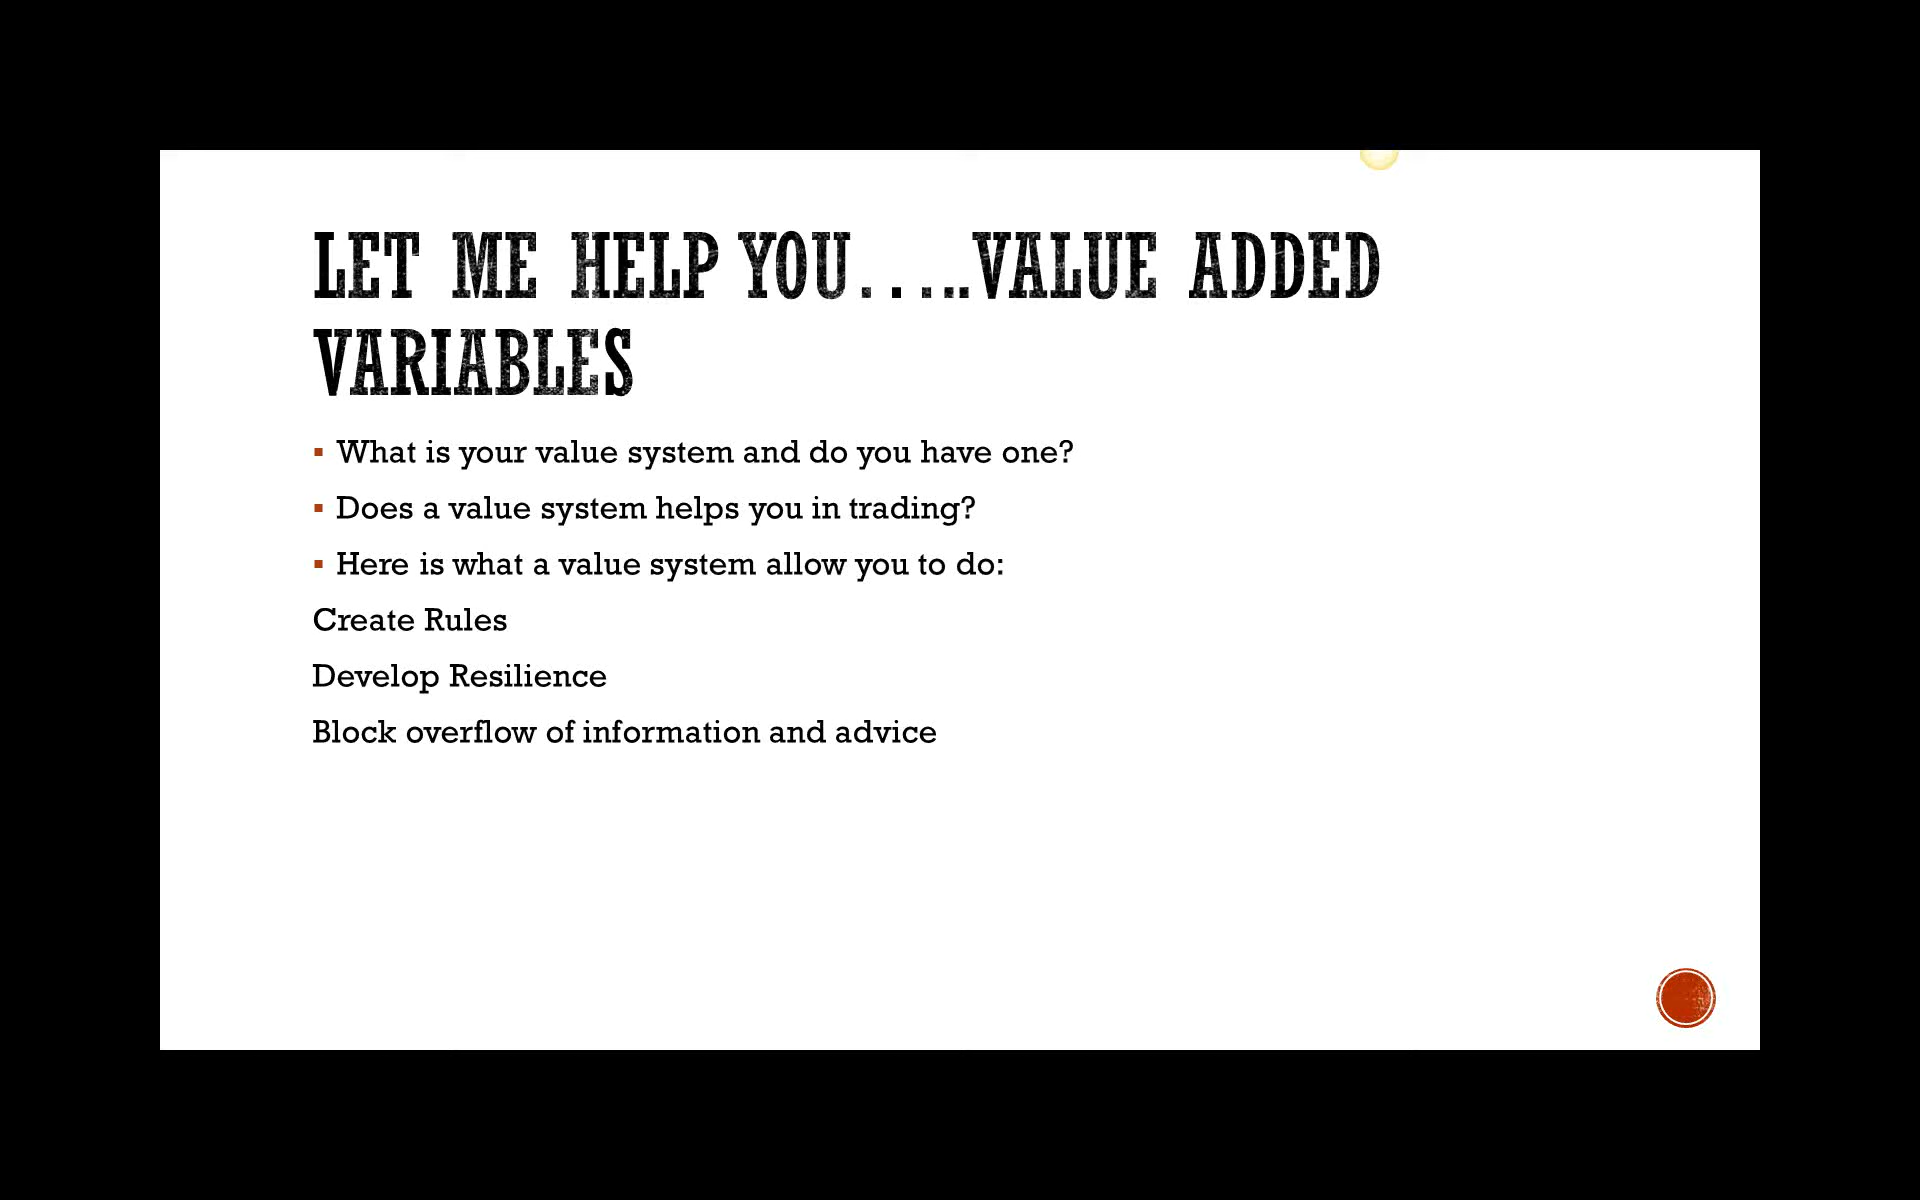 LET ME HELP YOU.....VALUE ADDED
VARIABLES
▪ What is your value system and do you have one?
▪ Does a value system helps you in trading?
▪ Here is what a value system allow you to do:
Create Rules
Develop Resilience
Block overflow of information and advice